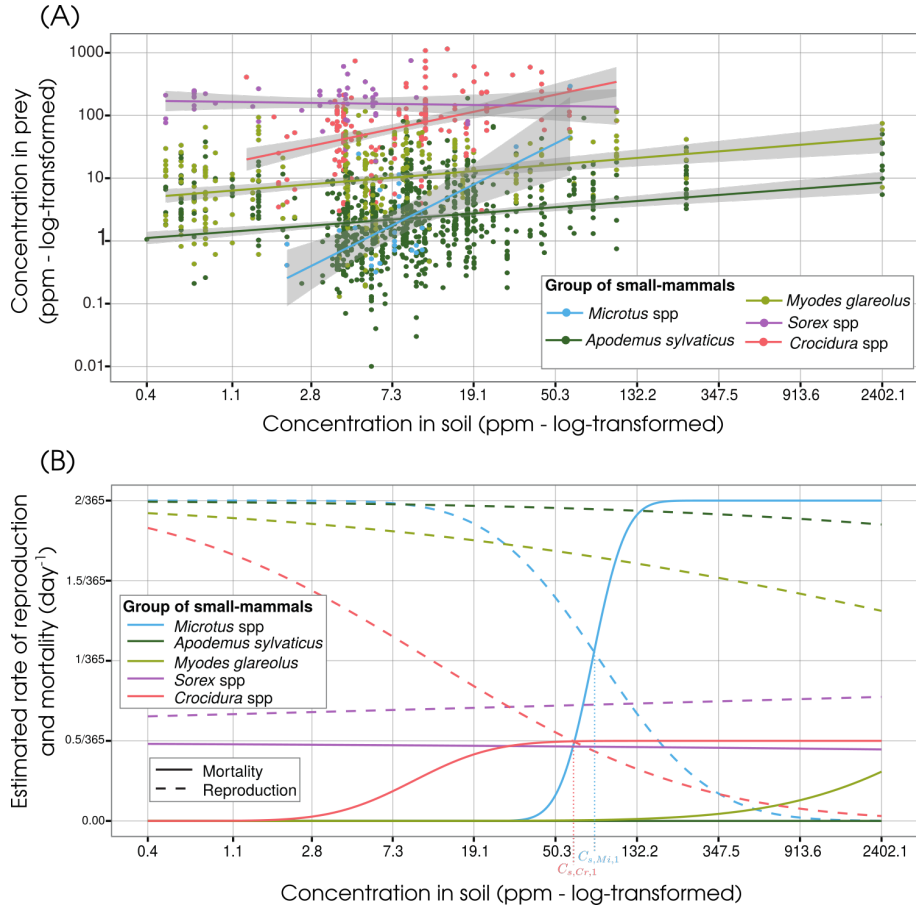 (A)
Concentration in prey
(ppm - log-transformed)
1000
100
10
1
0.1
0.01
Group of small-mammals
Microtus spp
Apodemus sylvaticus
Myodes glareolus
Sorex spp
Crocidura spp
0.4 1.1 2.8 7.3 19.1 50.3 132.2 347.5 913.6 2402.1
Concentration in soil (ppm - log-transformed)
(B)
Estimated rate of reproduction
and mortality (day-1)
2/365
1.5/365
1/365
0.5/365
0.00
Group of small-mammals
Microtus spp
Apodemus sylvaticus
Myodes glareolus
Sorex spp
Crocidura spp
Mortality
Reproduction
0.4 1.1 2.8 7.3 19.1 50.3 132.2 347.5 913.6 2402.1
Cs,Mi,1
Cs,Cr,1
Concentration in soil (ppm - log-transformed)